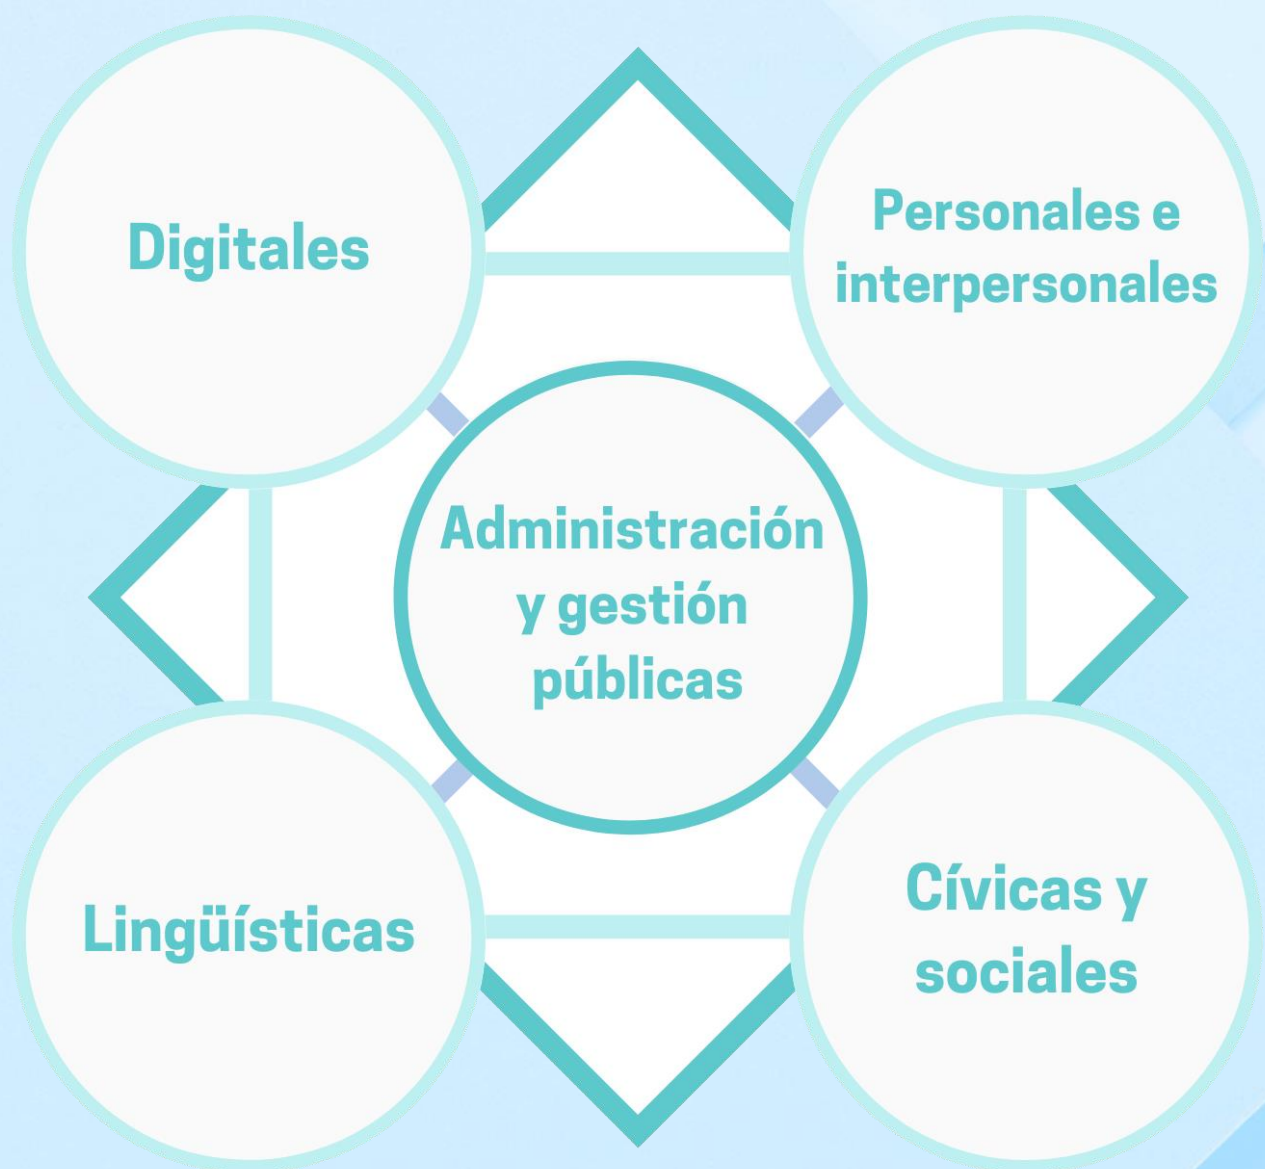 Digitales
Personales e
interpersonales
Administración
y gestión
públicas
Lingüísticas
Cívicas y
sociales